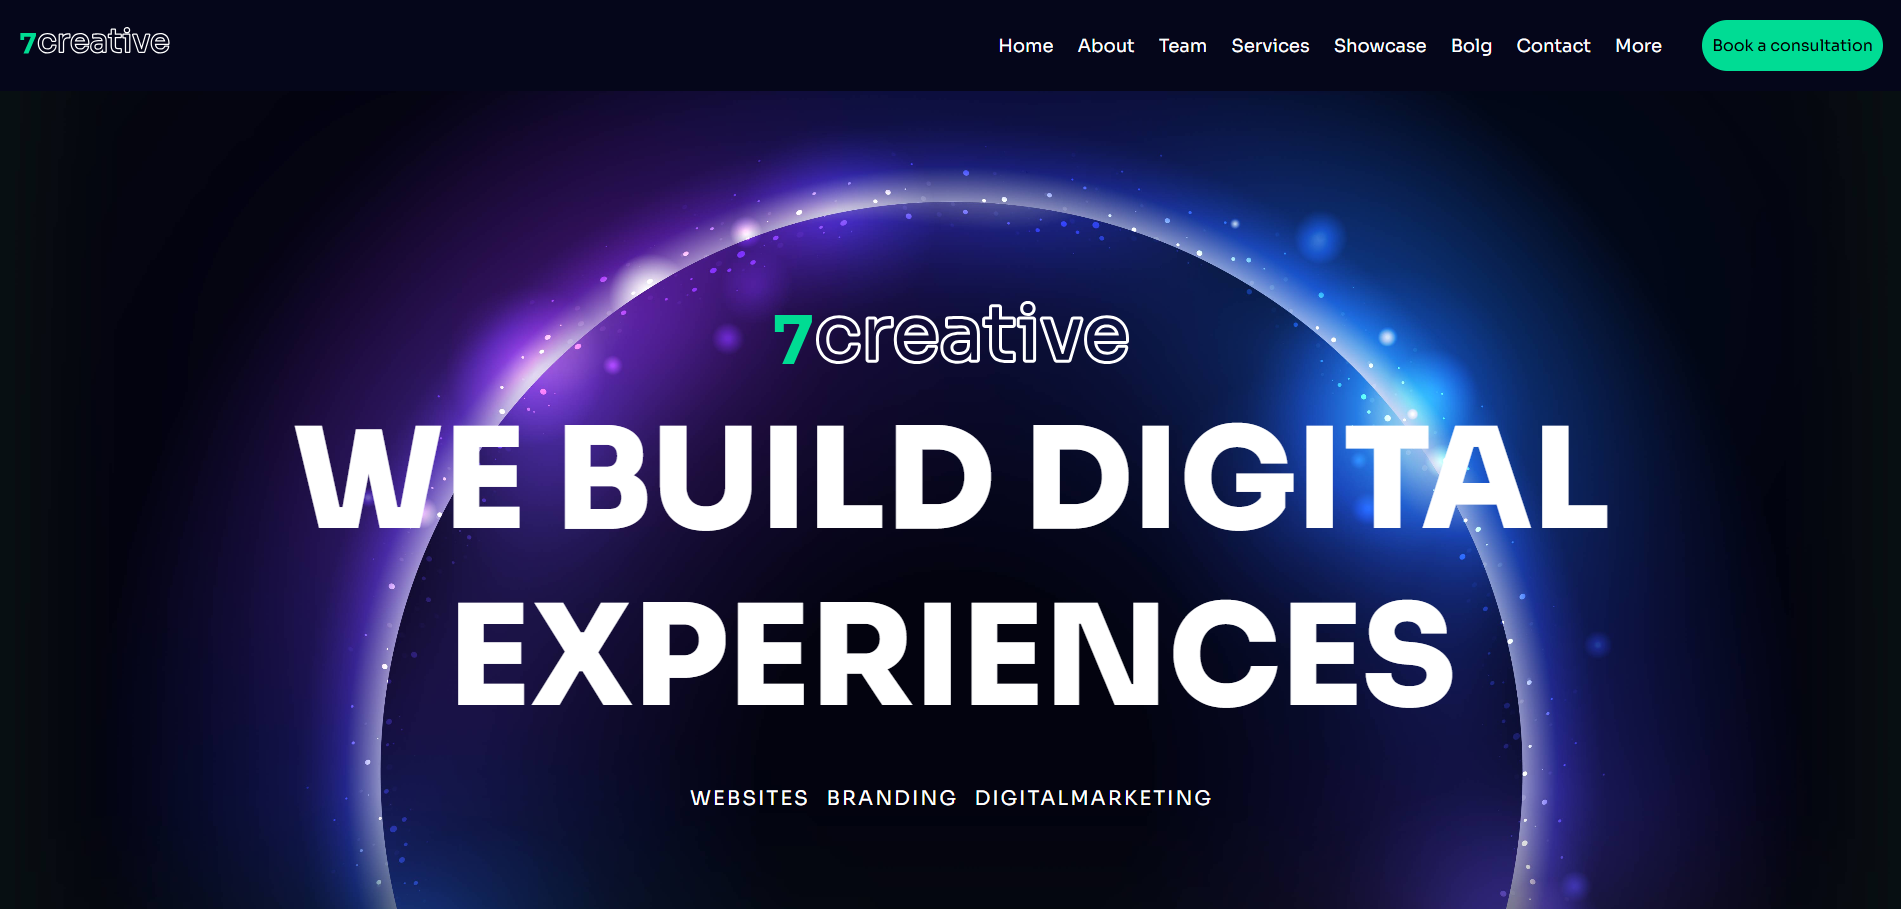 7creative
Home About Team Services Showcase Bolg Contact More Book a consultation
7creative
WE BUILD DIGITAL
EXPERIENCES
WEBSITES BRANDING DIGITALMARKETING